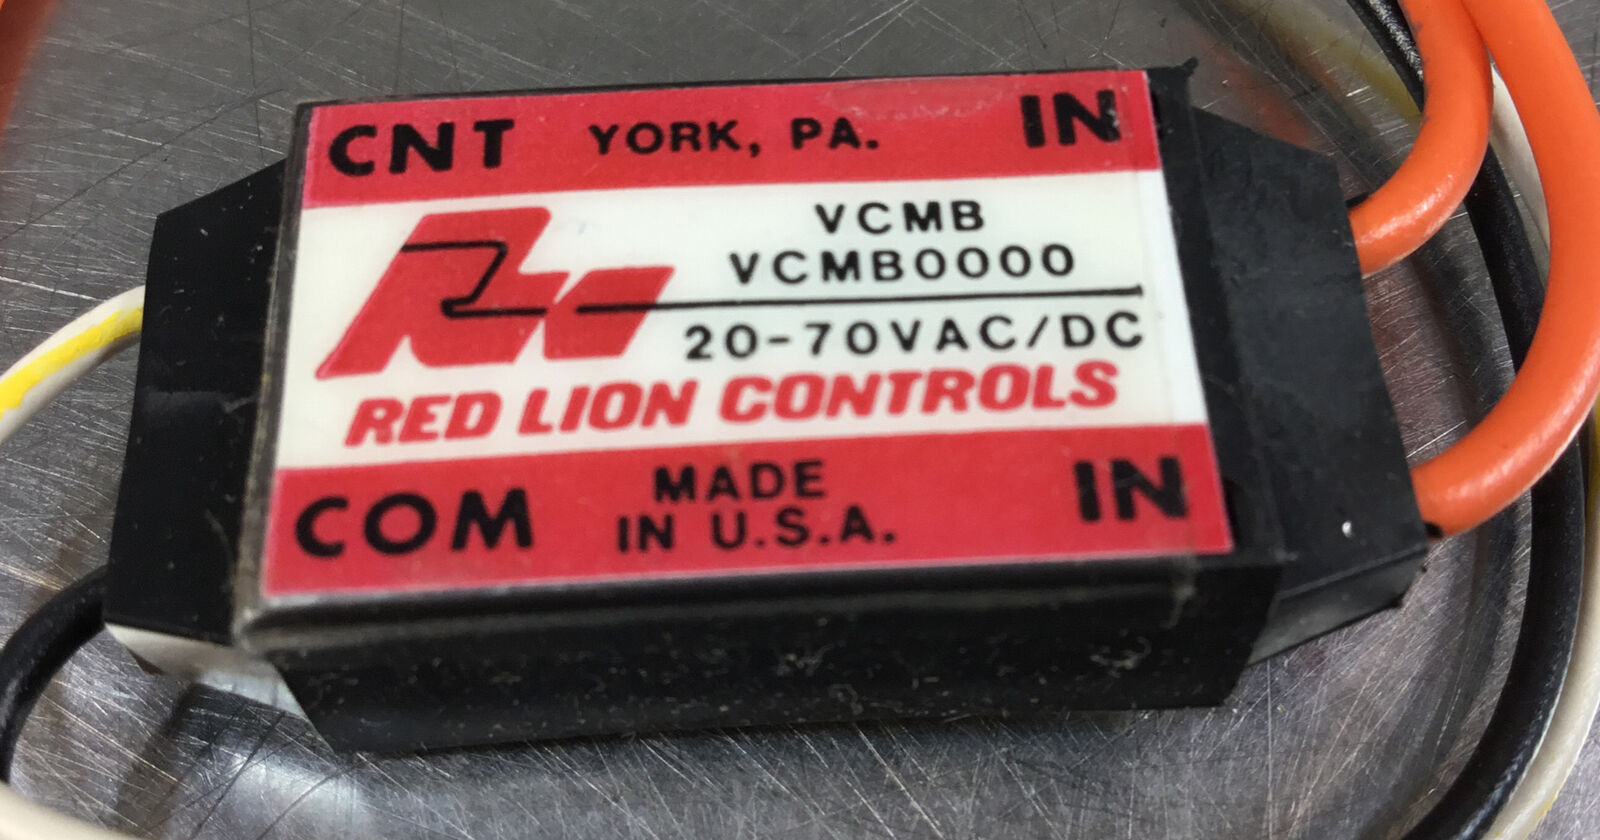 CNT YORK, PA. IN
VCMB
VCMB0000
20-70VAC/DC
RED LION CONTROLS
COM MADE IN U.S.A. IN